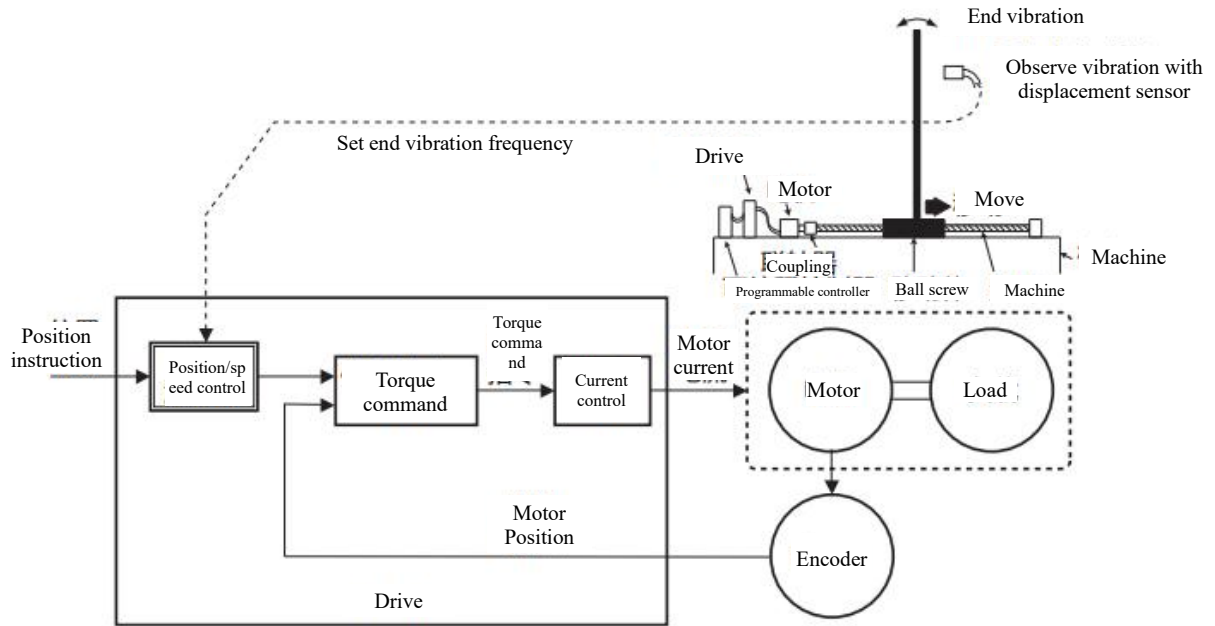 End vibration
Observe vibration with
displacement sensor
Set end vibration frequency
Drive
Motor
Move
Coupling
Machine
Programmable controller
Ball screw
Machine
Position
instruction
Position/sp
eed control
Torque
command
Torque
comma
nd
Current
control
Motor
current
Motor
Load
Motor
Position
Encoder
Drive